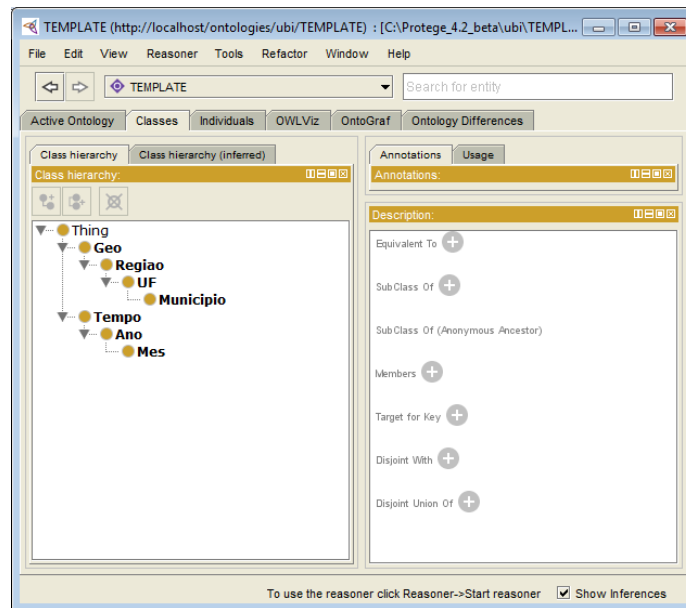 TEMPLATE (http://localhost/ontologies/ubi/TEMPLATE) : [C:\Protege_4.2_beta\ubi\TEMPL...
File Edit View Reasoner Tools Refactor Window Help
TEMPLATE Search for entity
Active Ontology Classes Individuals OWLViz OntoGraf Ontology Differences
Class hierarchy Class hierarchy (inferred)
Class hierarchy:
Thing
Geo
Regiao
UF
Municipio
Tempo
Ano
Mes
Annotations Usage
Annotations:
Description:
Equivalent To
SubClass Of
SubClass Of (Anonymous Ancestor)
Members
Target for Key
Disjoint With
Disjoint Union Of
To use the reasoner click Reasoner->Start reasoner Show Inferences